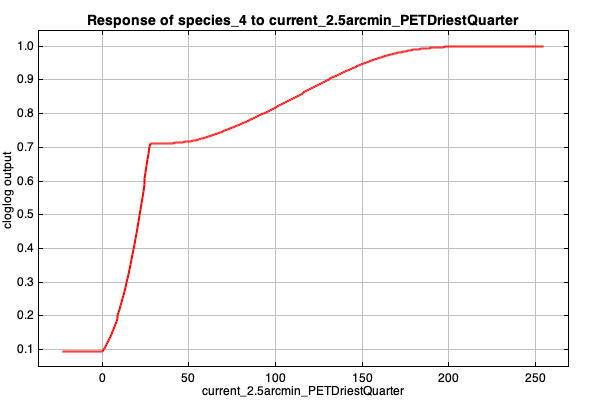 Response of species_4 to current_2.5arcmin_PETDriestQuarter
cloglog output
1.0
0.9
0.8
0.7
0.6
0.5
0.4
0.3
0.2
0.1
0 50 100 150 200 250
current_2.5arcmin_PETDriestQuarter